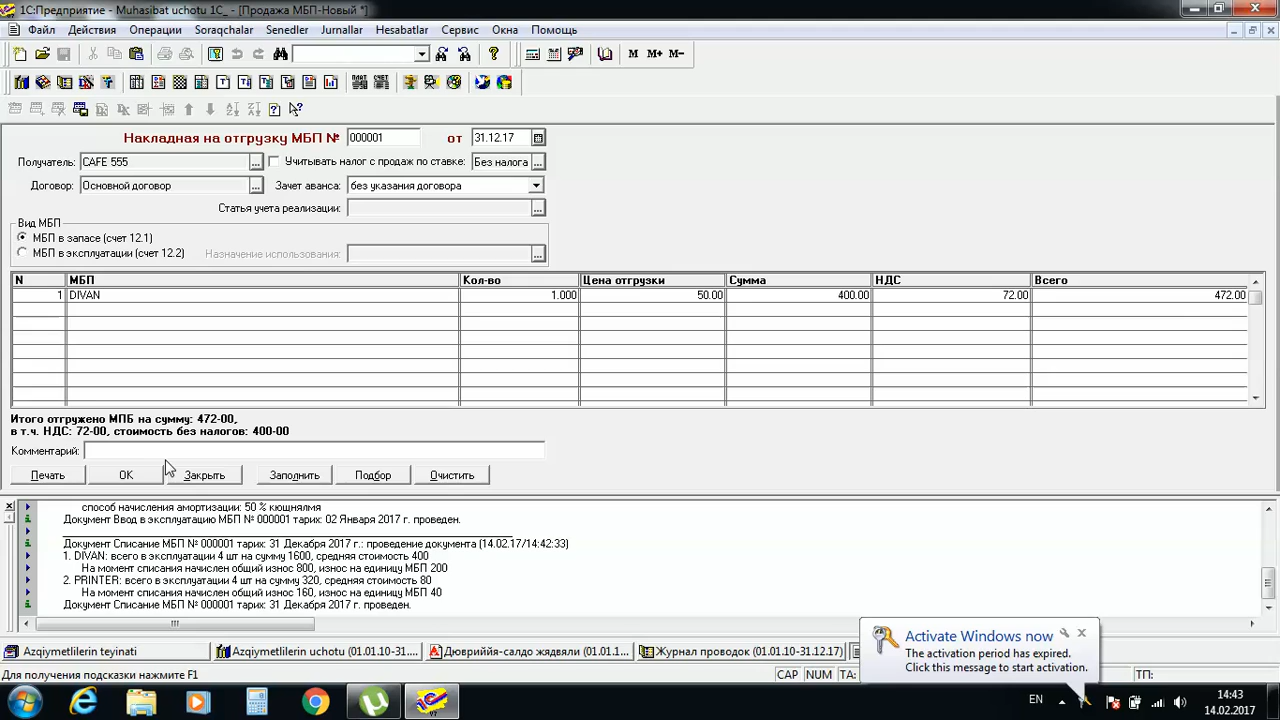 1С:Предприятие - Muhasibat uchotu 1C_ - [Продажа МБП-Новый *]
Файл Действия Операции Soraqchalar Senedler Jurnallar Hesabatlar Сервис Окна Помощь
M M+ M-
Накладная на отгрузку МБП № 000001 от 31.12.17
Получатель: CAFE 555 ... Учитывать налог с продаж по ставке: Без налога ...
Договор: Основной договор ... Зачет аванса: без указания договора
Статья учета реализации: ...
Вид МБП
МБП в запасе (счет 12.1)
МБП в эксплуатации (счет 12.2) Назначение использования: ...
N МБП Кол-во Цена отгрузки Сумма НДС Всего
1 DIVAN 1.000 50.00 400.00 72.00 472.00
Итого отгружено МПБ на сумму: 472-00,
в т.ч. НДС: 72-00, стоимость без налогов: 400-00
Комментарий:
Печать OK Закрыть Заполнить Подбор Очистить
способ начисления амортизации: 50 % кющнялмя
Документ Ввод в эксплуатацию МБП № 000001 тарих: 02 Января 2017 г. проведен.
Документ Списание МБП № 000001 тарих: 31 Декабря 2017 г.: проведение документа (14.02.17/14:42:33)
1. DIVAN: всего в эксплуатации 4 шт на сумму 1600, средняя стоимость 400
На момент списания начислен общий износ 800, износ на единицу МБП 200
2. PRINTER: всего в эксплуатации 4 шт на сумму 320, средняя стоимость 80
На момент списания начислен общий износ 160, износ на единицу МБП 40
Документ Списание МБП № 000001 тарих: 31 Декабря 2017 г. проведен.
Activate Windows now
The activation period has expired.
Click this message to start activation.
Azqiymetlilerin teyinati Azqiymetlilerin uchotu (01.01.10-31.... Дювриййя-салдо жядвяли (01.01.1... Журнал проводок (01.01.10-31.12.17)
Для получения подсказки нажмите F1 CAP NUM TA: ТП:
EN 14:43
14.02.2017